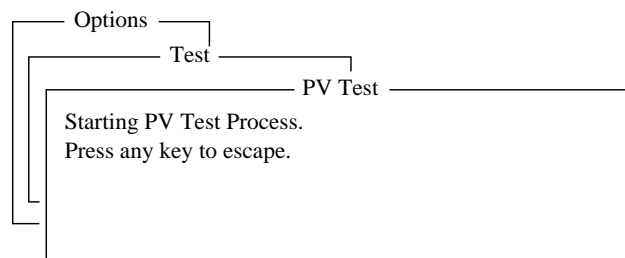 Options
Test
PV Test
Starting PV Test Process.
Press any key to escape.